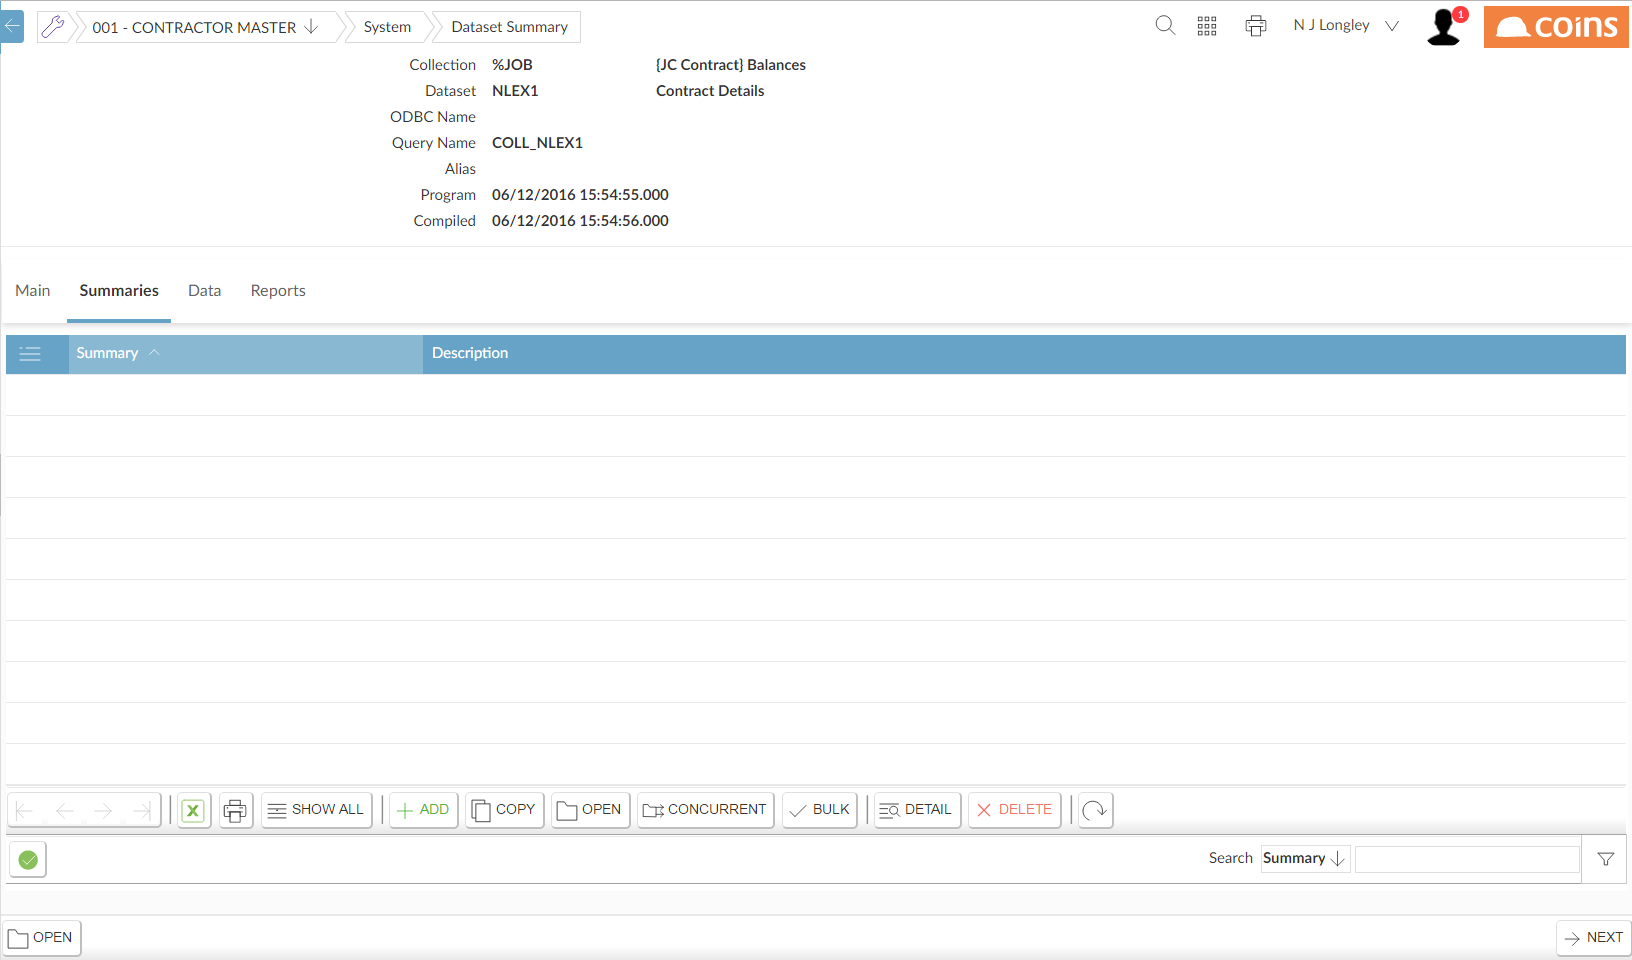 001 - CONTRACTOR MASTER System Dataset Summary N J Longley 1 coins
Collection %JOB {JC Contract} Balances
Dataset NLEX1 Contract Details
ODBC Name
Query Name COLL_NLEX1
Alias
Program 06/12/2016 15:54:55.000
Compiled 06/12/2016 15:54:56.000
Main Summaries Data Reports
Summary Description
SHOW ALL ADD COPY OPEN CONCURRENT BULK DETAIL DELETE
Search Summary
OPEN NEXT